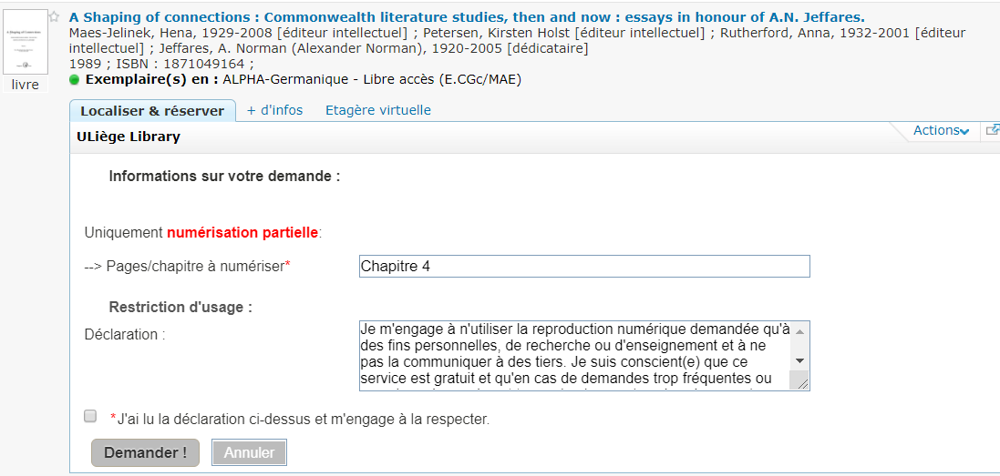 A Shaping of connections : Commonwealth literature studies, then and now : essays in honour of A.N. Jeffares.
Maes-Jelinek, Hena, 1929-2008 [éditeur intellectuel] ; Petersen, Kirsten Holst [éditeur intellectuel] ; Rutherford, Anna, 1932-2001 [éditeur
intellectuel] ; Jeffares, A. Norman (Alexander Norman), 1920-2005 [dédicataire]
1989 ; ISBN : 1871049164 ;
Exemplaire(s) en : ALPHA-Germanique - Libre accès (E.CGc/MAE)
livre
Localiser & réserver + d'infos Etagère virtuelle
ULiège Library Actions
Informations sur votre demande :
Uniquement numérisation partielle:
--> Pages/chapitre à numériser* Chapitre 4
Restriction d'usage :
Déclaration :
Je m'engage à n'utiliser la reproduction numérique demandée qu'à
des fins personnelles, de recherche ou d'enseignement et à ne
pas la communiquer à des tiers. Je suis conscient(e) que ce
service est gratuit et qu'en cas de demandes trop fréquentes ou
*J'ai lu la déclaration ci-dessus et m'engage à la respecter.
Demander ! Annuler